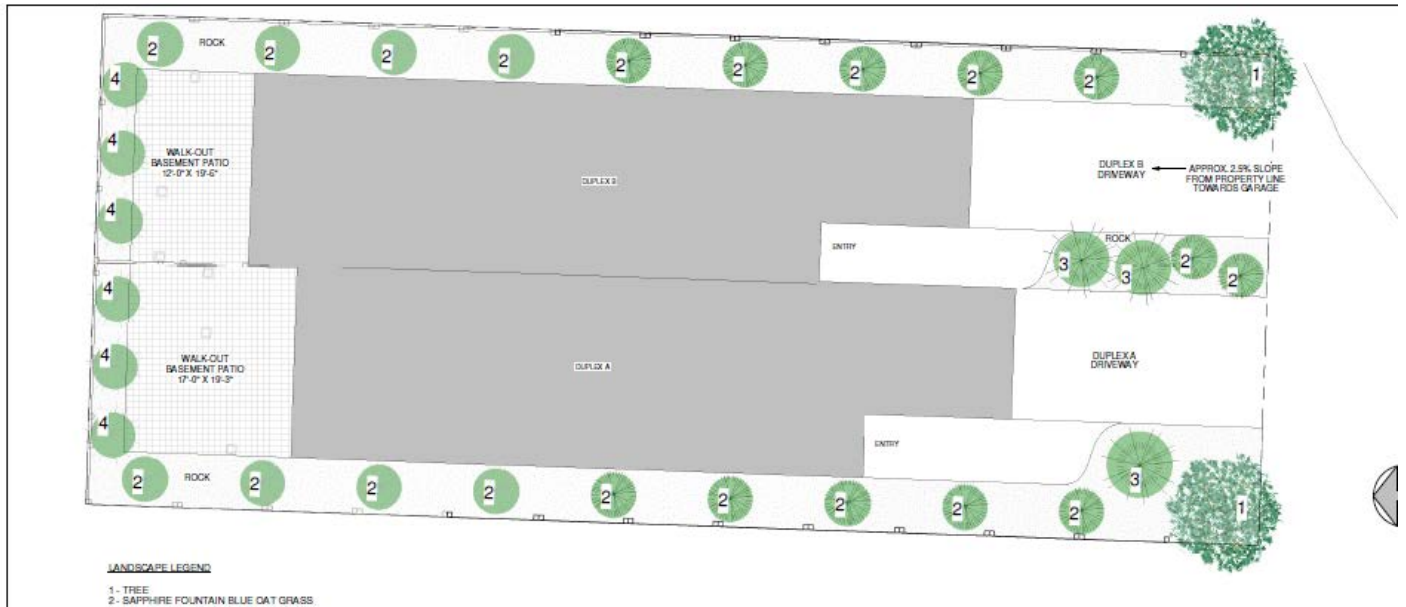 2
ROCK
2
2
2
2
2
2
2
2
1
4
4
4
WALK-OUT
BASEMENT PATIO
12'-0" X 19'-6"
DUPLEX B
DUPLEX B
DRIVEWAY
APPROX. 2.5% SLOPE
FROM PROPERTY LINE
TOWARDS GARAGE
ENTRY
ROCK
3
3
2
2
4
4
4
WALK-OUT
BASEMENT PATIO
17'-0" X 19'-3"
DUPLEX A
DUPLEX A
DRIVEWAY
ENTRY
3
2
ROCK
2
2
2
2
2
2
2
2
1
LANDSCAPE LEGEND
1 - TREE
2 - SAPPHIRE FOUNTAIN BLUE OAT GRASS